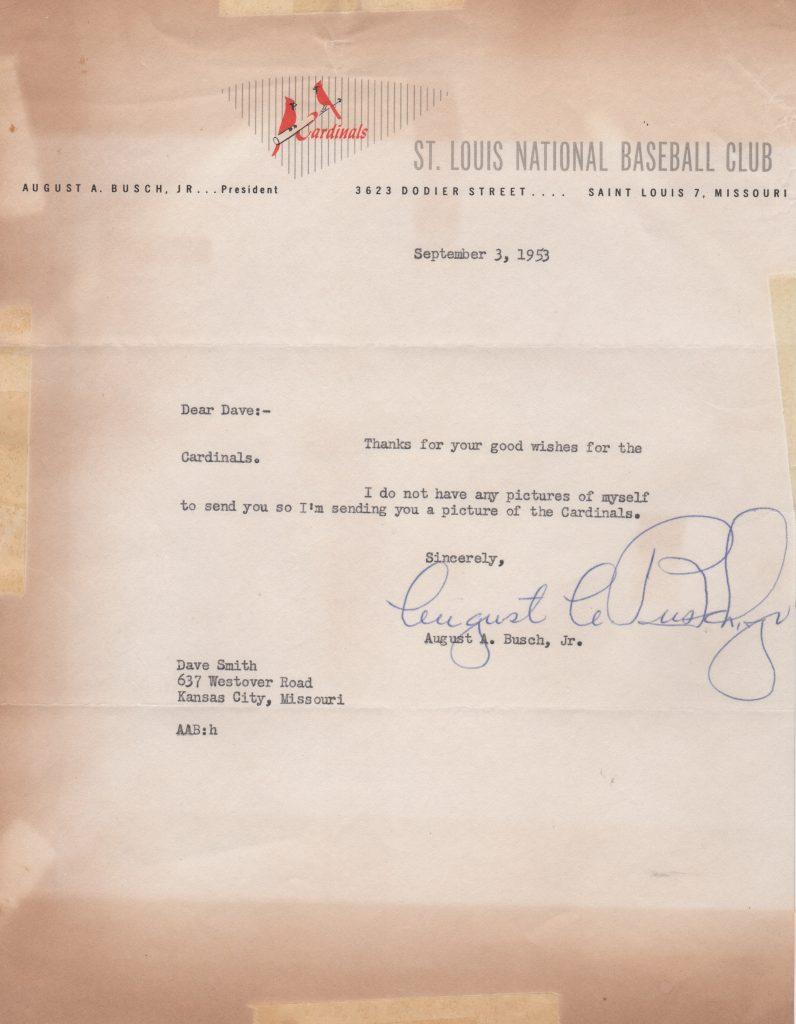 Cardinals
ST. LOUIS NATIONAL BASEBALL CLUB
AUGUST A. BUSCH, JR...President 3623 DODIER STREET.... SAINT LOUIS 7, MISSOURI
September 3, 1953
Dear Dave:-
Thanks for your good wishes for the
Cardinals.
I do not have any pictures of myself
to send you so I'm sending you a picture of the Cardinals.
Sincerely,
August A Busch, Jr
August A. Busch, Jr.
Dave Smith
637 Westover Road
Kansas City, Missouri
AAB:h